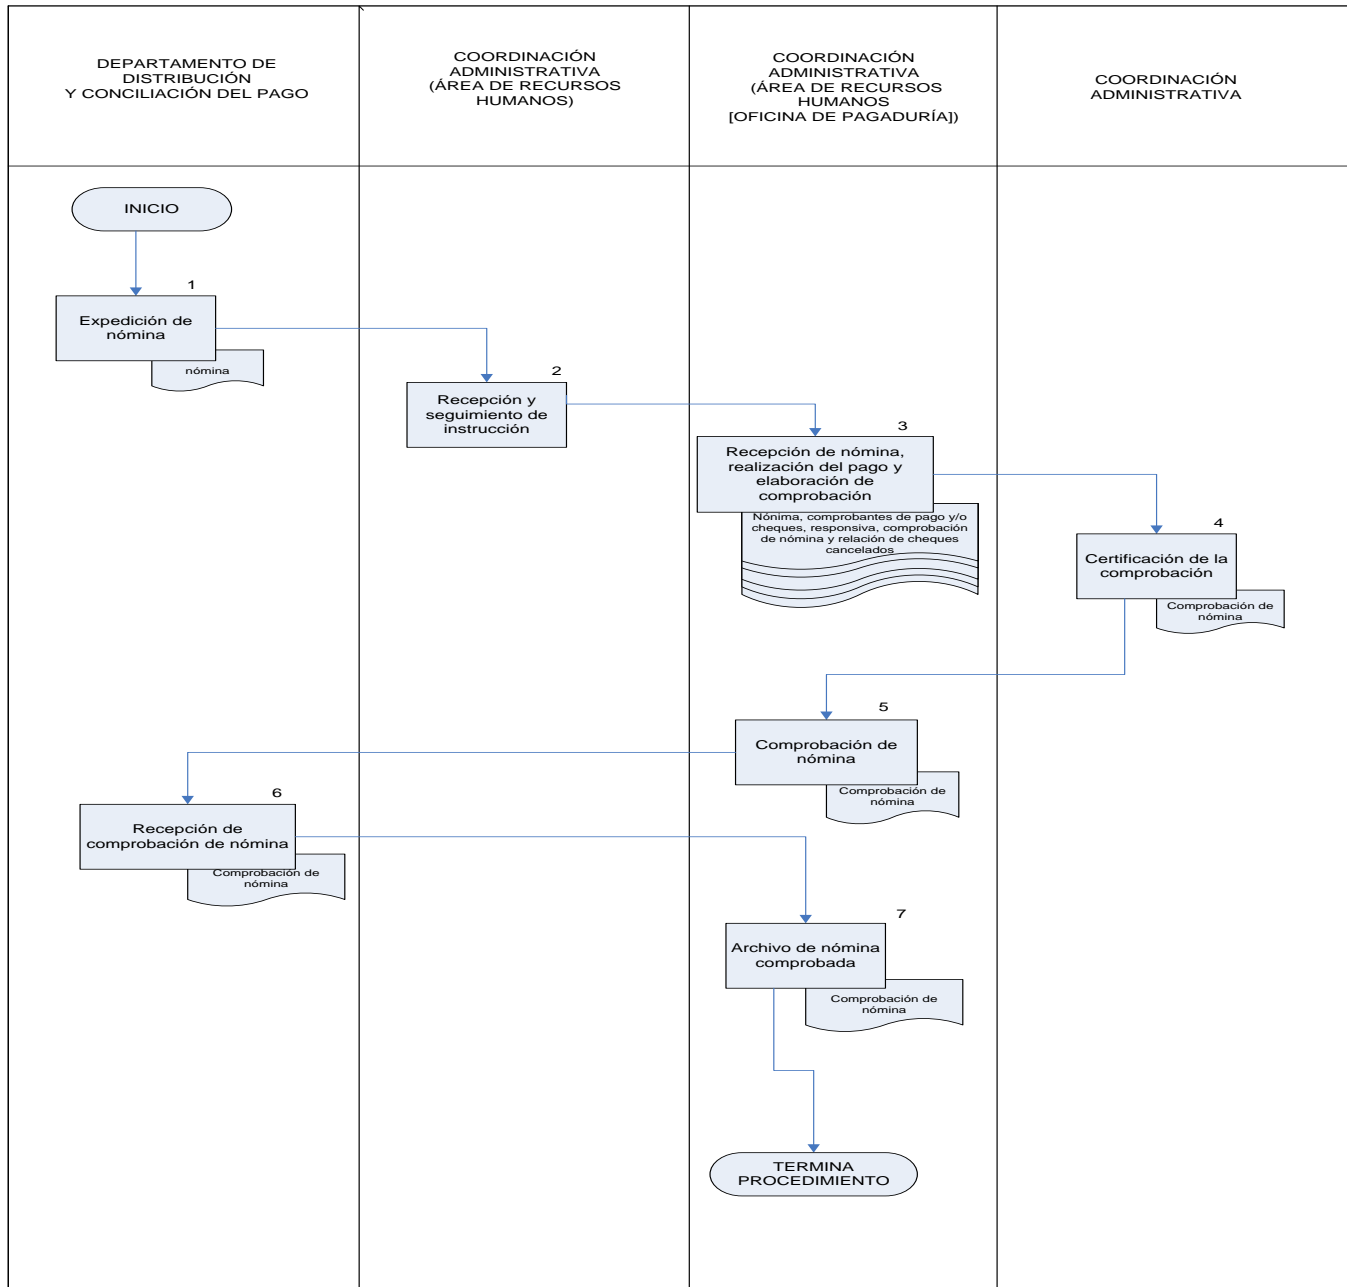 DEPARTAMENTO DE
DISTRIBUCIÓN
Y CONCILIACIÓN DEL PAGO
COORDINACIÓN
ADMINISTRATIVA
(ÁREA DE RECURSOS
HUMANOS)
COORDINACIÓN
ADMINISTRATIVA
(ÁREA DE RECURSOS
HUMANOS
[OFICINA DE PAGADURÍA])
COORDINACIÓN
ADMINISTRATIVA
INICIO
1
Expedición de
nómina
nómina
2
Recepción y
seguimiento de
instrucción
3
Recepción de nómina,
realización del pago y
elaboración de
comprobación
Nónima, comprobantes de pago y/o
cheques, responsiva, comprobación
de nómina y relación de cheques
cancelados
4
Certificación de la
comprobación
Comprobación de
nómina
5
Comprobación de
nómina
Comprobación de
nómina
6
Recepción de
comprobación de nómina
Comprobación de
nómina
7
Archivo de nómina
comprobada
Comprobación de
nómina
TERMINA
PROCEDIMIENTO